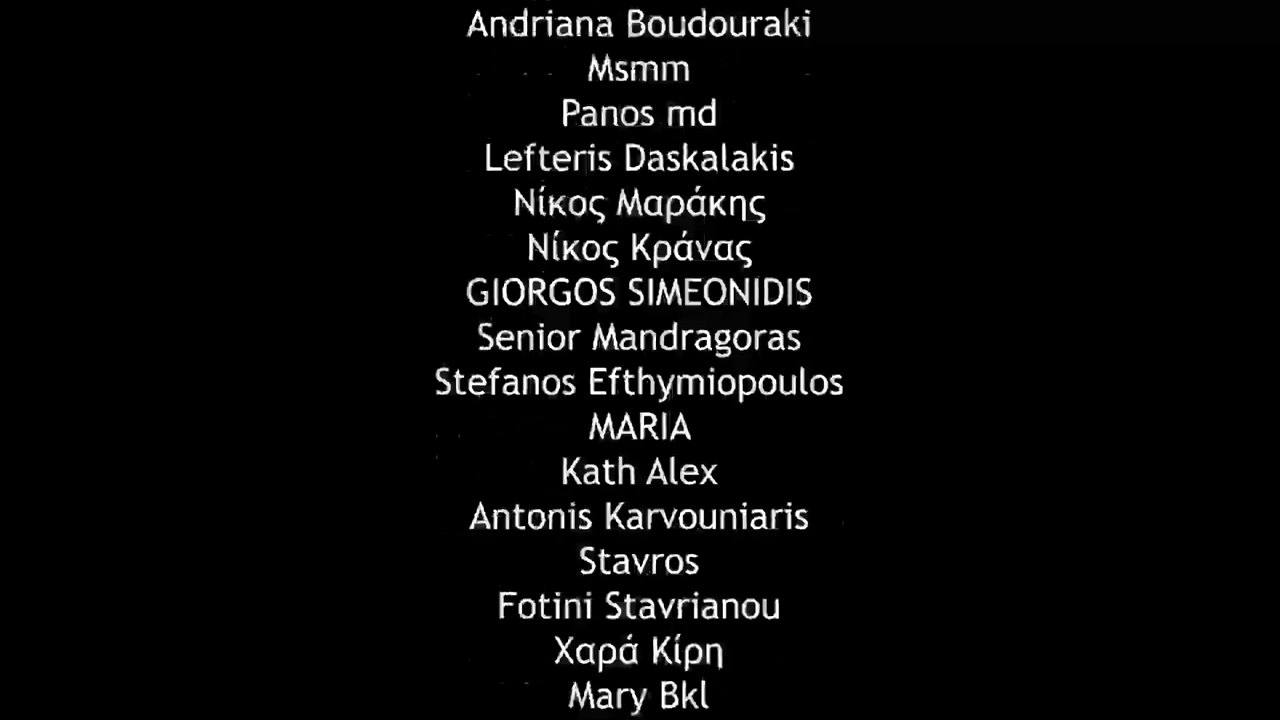 Andriana Boudouraki
Msmm
Panos md
Lefteris Daskalakis
Νίκος Μαράκης
Νίκος Κράνας
GIORGOS SIMEONIDIS
Senior Mandragoras
Stefanos Efthymiopoulos
MARIA
Kath Alex
Antonis Karvouniaris
Stavros
Fotini Stavrianou
Χαρά Κίρη
Mary Bkl